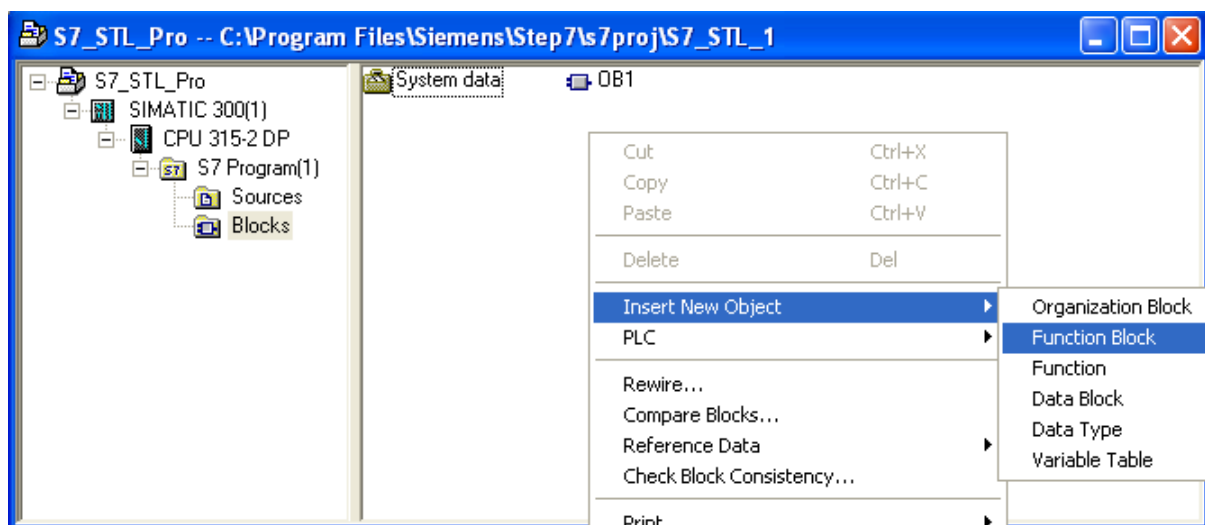 S7_STL_Pro -- C:\Program Files\Siemens\Step7\s7proj\S7_STL_1
S7_STL_Pro
SIMATIC 300(1)
CPU 315-2 DP
S7 Program(1)
Sources
Blocks
System data
OB1
Cut Ctrl+X
Copy Ctrl+C
Paste Ctrl+V
Delete Del
Insert New Object
PLC
Rewire...
Compare Blocks...
Reference Data
Check Block Consistency...
Print
Organization Block
Function Block
Function
Data Block
Data Type
Variable Table